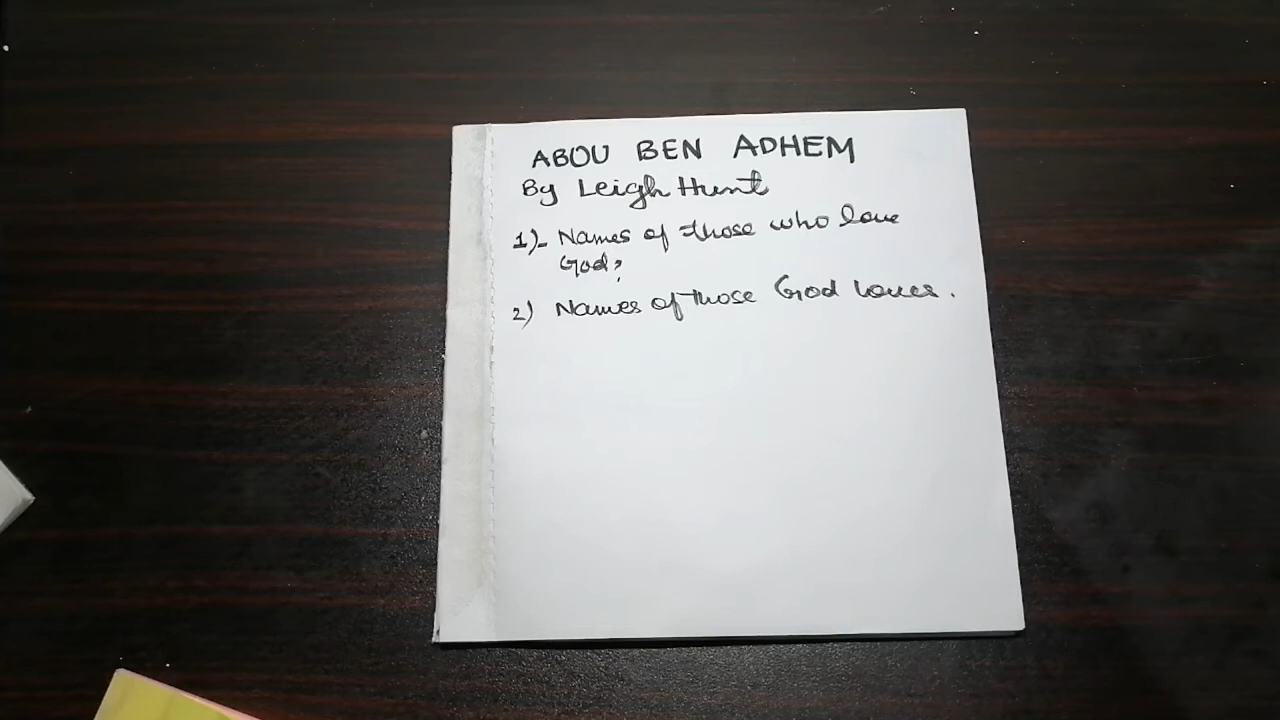 ABOU BEN ADHEM
By Leigh Hunt
1)- Names of those who love
God?
2) Names of those God loves.